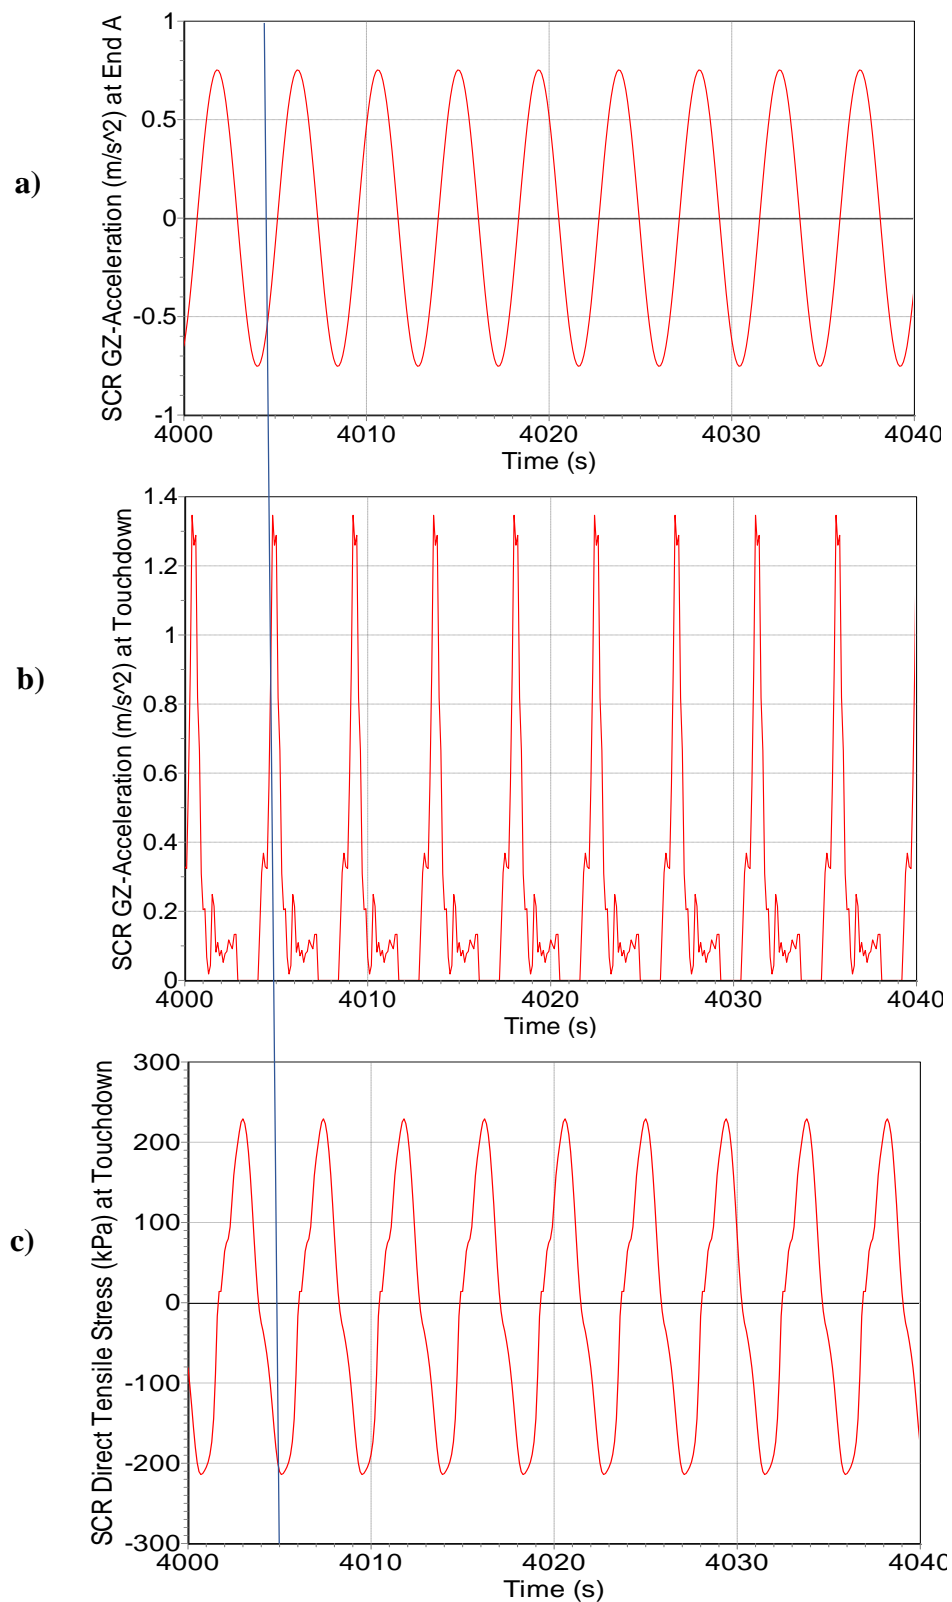 a)
SCR GZ-Acceleration (m/s^2) at End A
1
0.5
0
-0.5
-1
4000 4010 4020 4030 4040
Time (s)
b)
SCR GZ-Acceleration (m/s^2) at Touchdown
1.4
1.2
1
0.8
0.6
0.4
0.2
0
4000 4010 4020 4030 4040
Time (s)
c)
SCR Direct Tensile Stress (kPa) at Touchdown
300
200
100
0
-100
-200
-300
4000 4010 4020 4030 4040
Time (s)